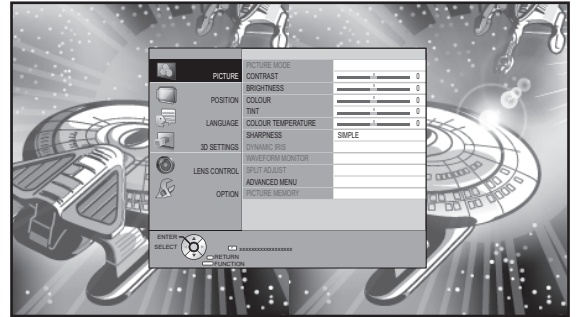 PICTURE
POSITION
LANGUAGE
3D SETTINGS
LENS CONTROL
OPTION
PICTURE MODE
CONTRAST 0
BRIGHTNESS 0
COLOUR 0
TINT 0
COLOUR TEMPERATURE 0
SHARPNESS SIMPLE
DYNAMIC IRIS
WAVEFORM MONITOR
SPLIT ADJUST
ADVANCED MENU
PICTURE MEMORY
ENTER
SELECT
xxxxxxxxxxxxxxxxxx
RETURN
FUNCTION